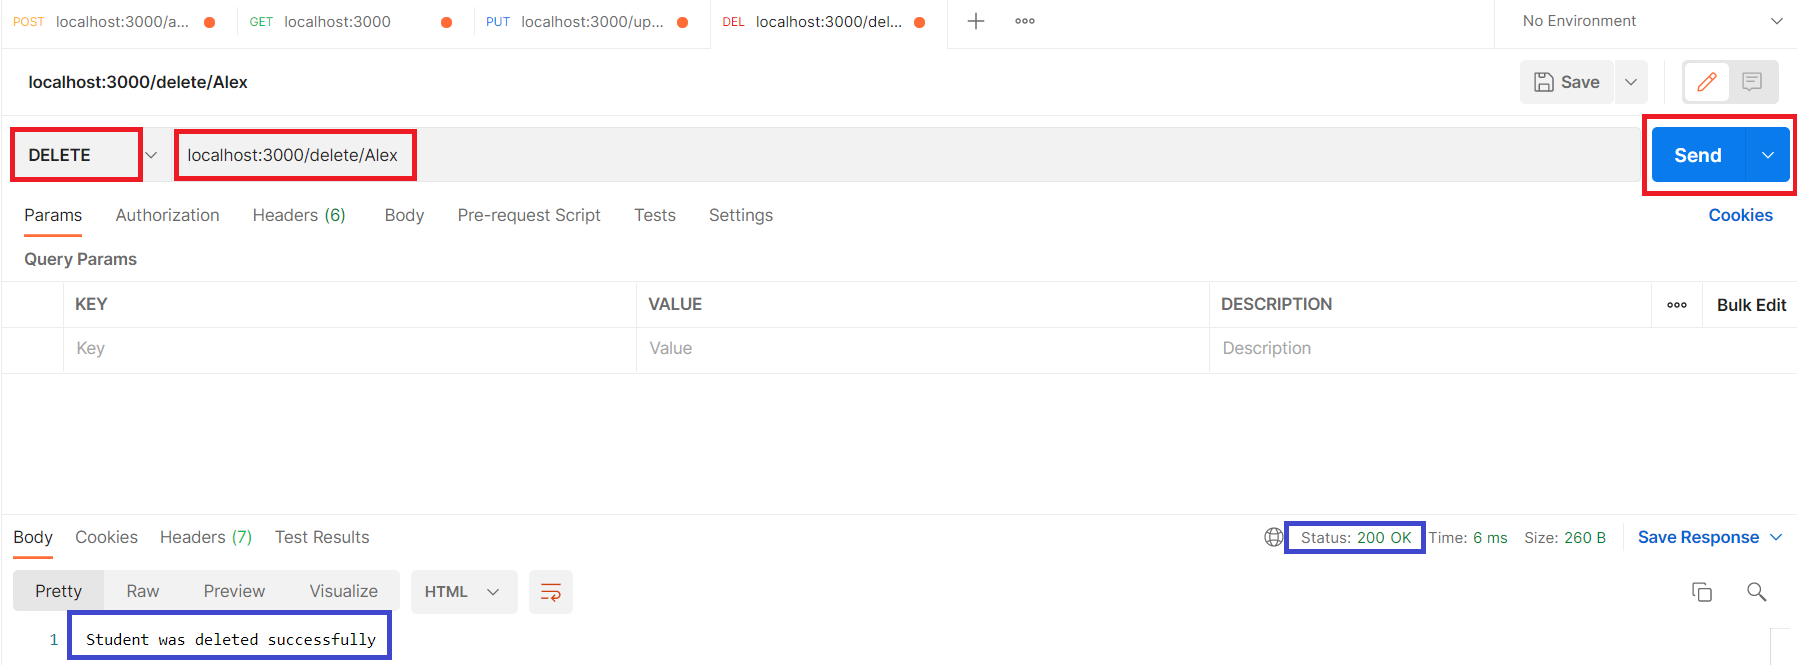 POST localhost:3000/a... GET localhost:3000 PUT localhost:3000/up... DEL localhost:3000/del... No Environment
localhost:3000/delete/Alex Save
DELETE localhost:3000/delete/Alex Send
Params Authorization Headers (6) Body Pre-request Script Tests Settings Cookies
Query Params
KEY VALUE DESCRIPTION Bulk Edit
Key Value Description
Body Cookies Headers (7) Test Results Status: 200 OK Time: 6 ms Size: 260 B Save Response
Pretty Raw Preview Visualize HTML
1 Student was deleted successfully